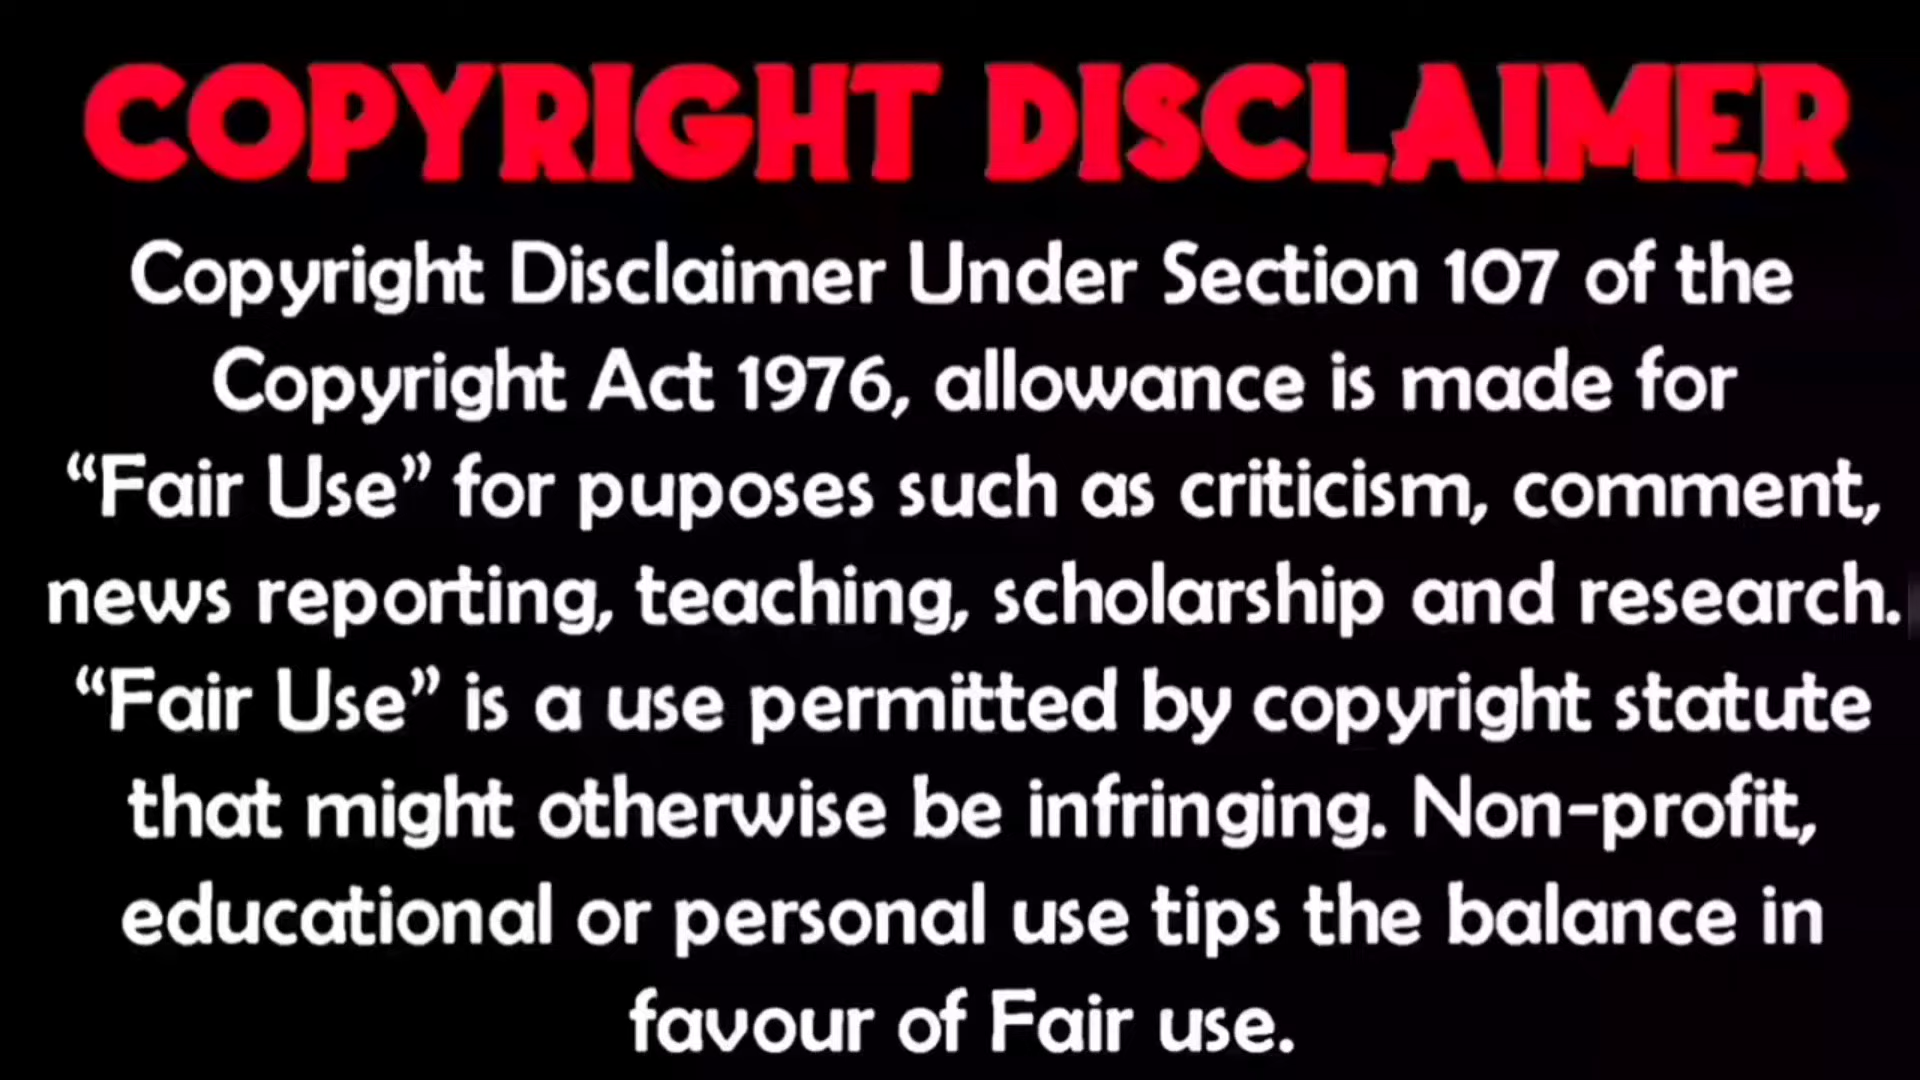 COPYRIGHT DISCLAIMER
Copyright Disclaimer Under Section 107 of the
Copyright Act 1976, allowance is made for
“Fair Use” for puposes such as criticism, comment,
news reporting, teaching, scholarship and research.
“Fair Use” is a use permitted by copyright statute
that might otherwise be infringing. Non-profit,
educational or personal use tips the balance in
favour of Fair use.